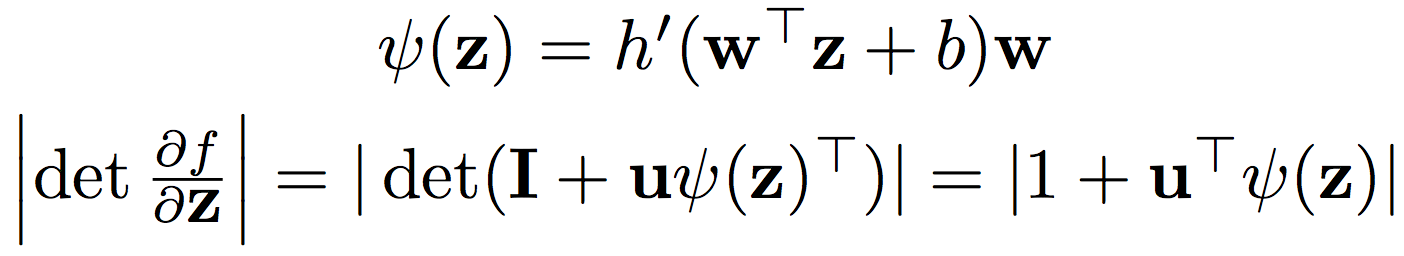 ψ(𝐳) = h′(𝐰⊤𝐳 + b)𝐰
|det ∂f/∂𝐳| = | det(𝐈 + 𝐮ψ(𝐳)⊤)| = |1 + 𝐮⊤ψ(𝐳)|